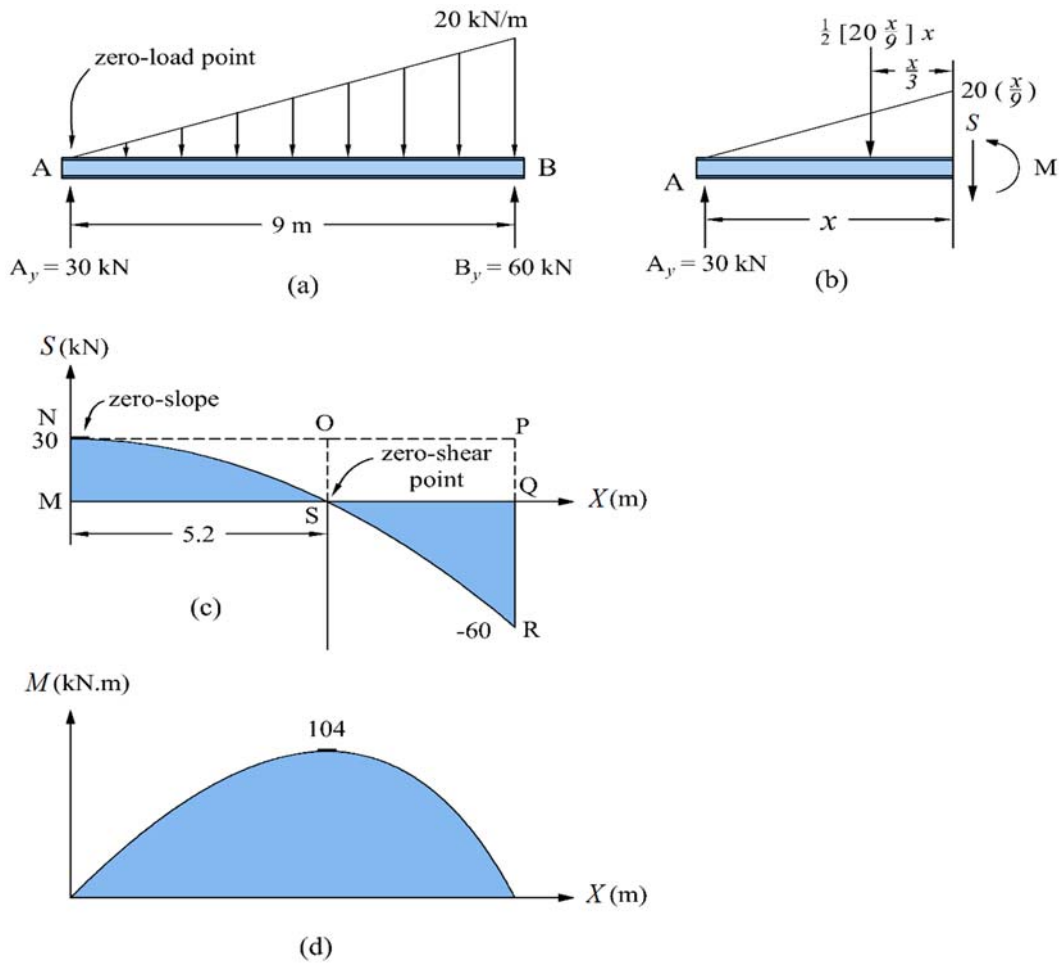 20 kN/m
zero-load point
A
B
9 m
A_y = 30 kN
B_y = 60 kN
(a)
½ [20 x/9] x
x/3
20 (x/9)
S
M
A
x
A_y = 30 kN
(b)
S (kN)
zero-slope
N
O
P
30
zero-shear
point
M
S
Q
X (m)
5.2
-60
R
(c)
M (kN.m)
104
X (m)
(d)